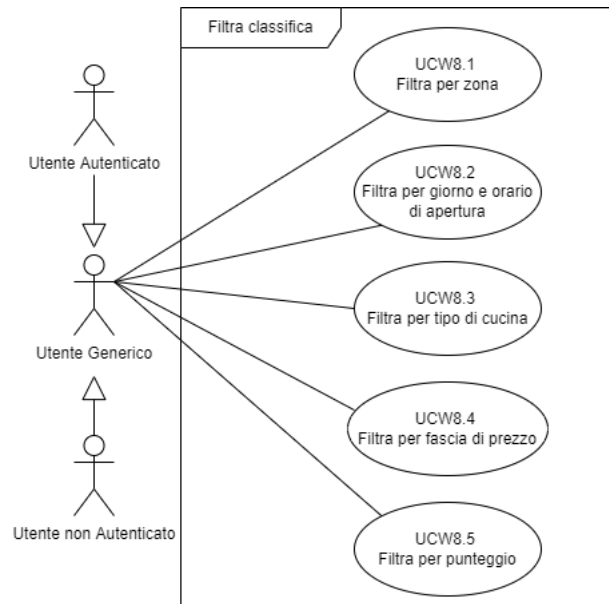 Filtra classifica
UCW8.1
Filtra per zona
Utente Autenticato
UCW8.2
Filtra per giorno e orario
di apertura
UCW8.3
Filtra per tipo di cucina
Utente Generico
UCW8.4
Filtra per fascia di prezzo
Utente non Autenticato
UCW8.5
Filtra per punteggio